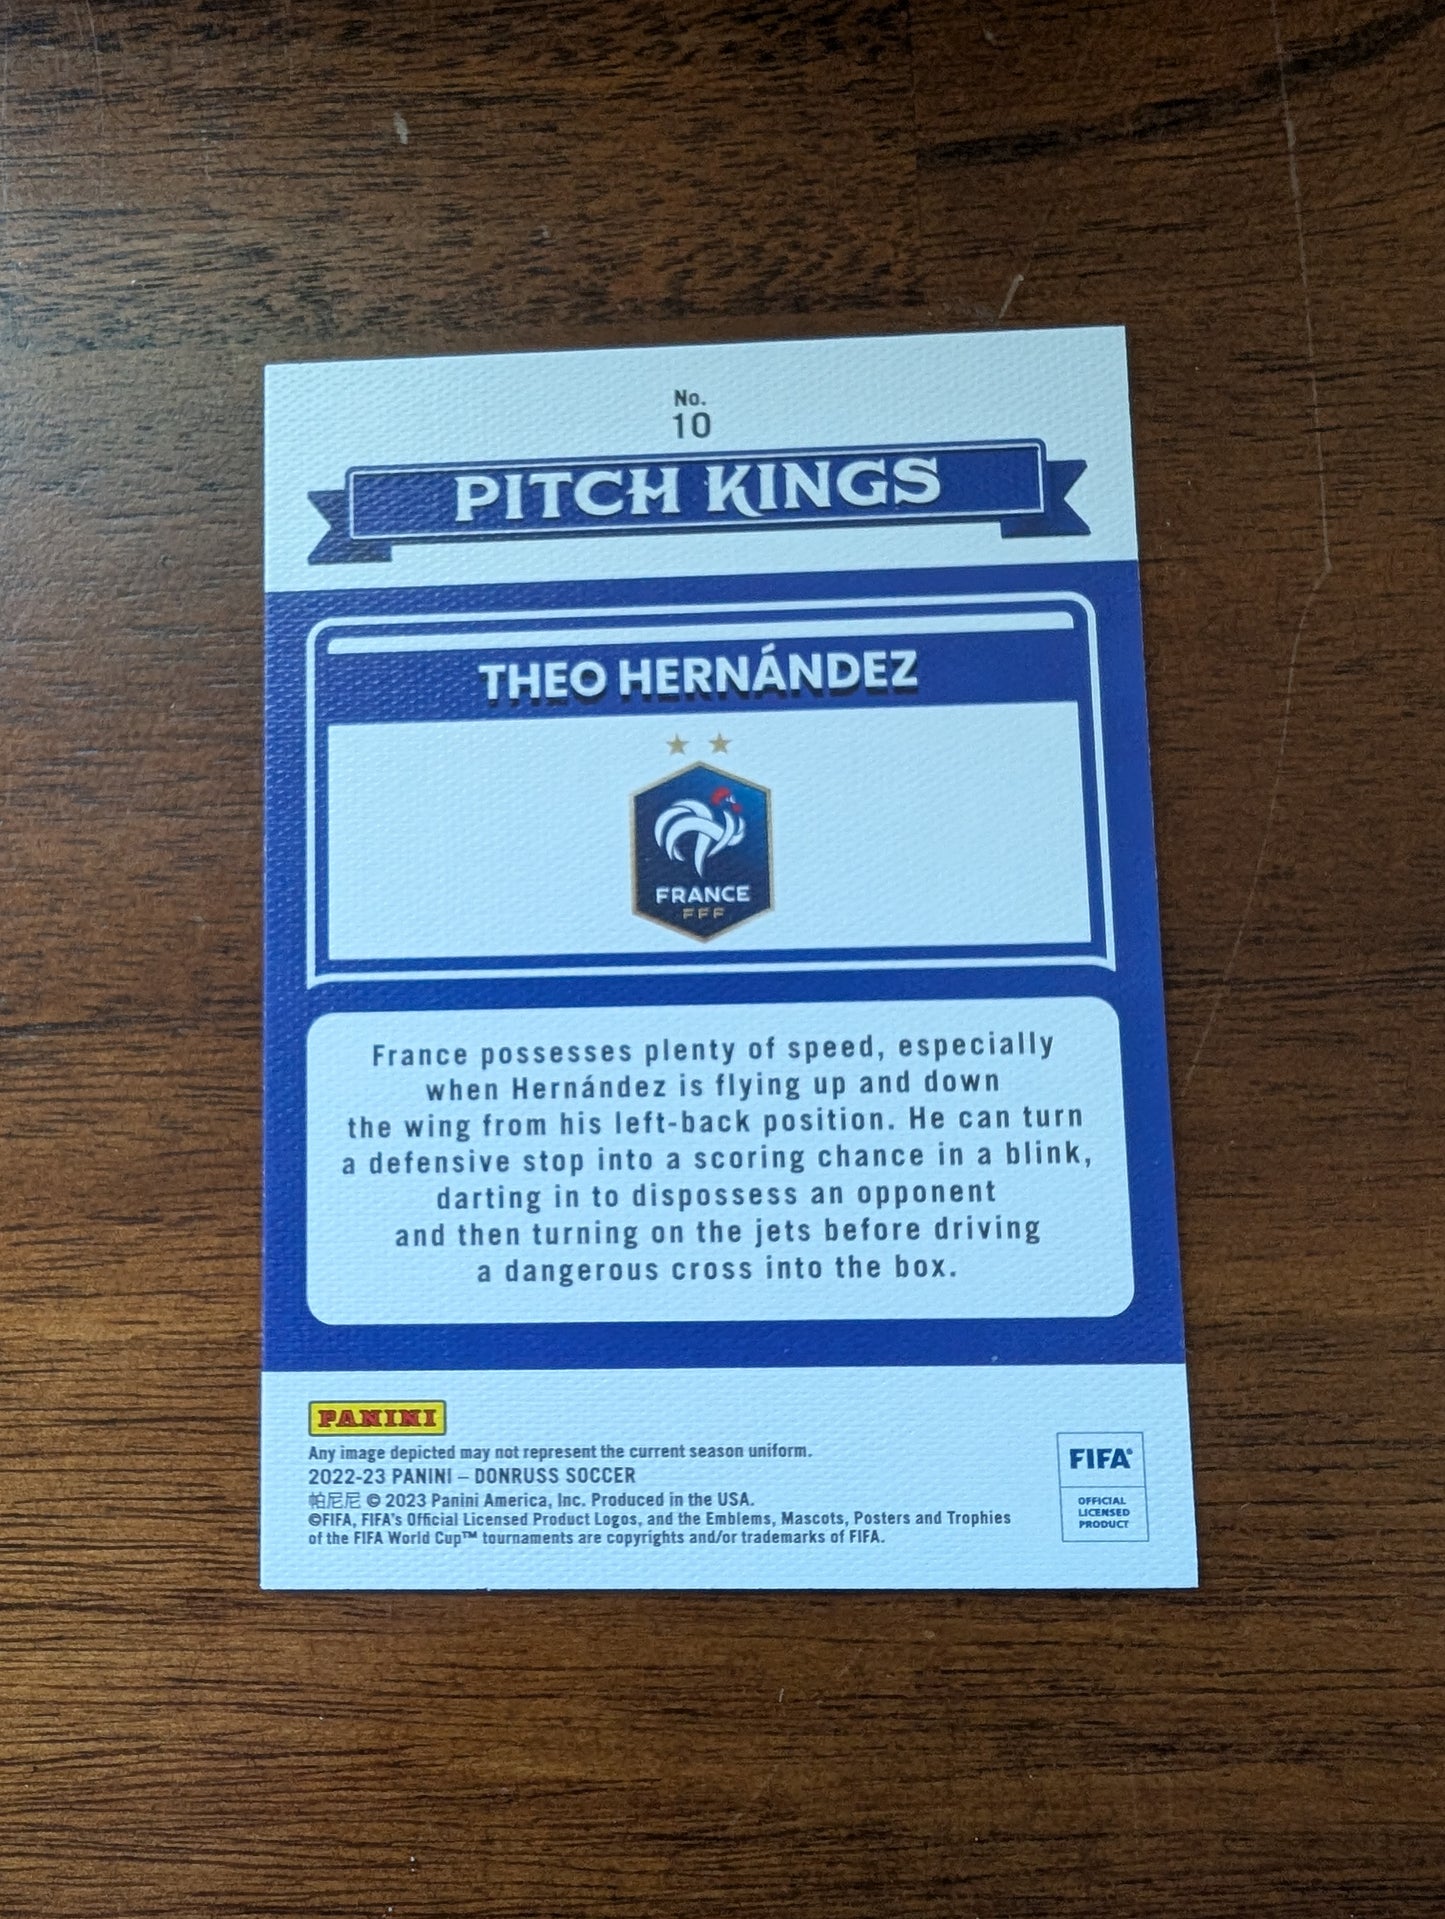 No.
10
PITCH KINGS
THEO HERNÁNDEZ
FRANCE
FFF
France possesses plenty of speed, especially
when Hernández is flying up and down
the wing from his left-back position. He can turn
a defensive stop into a scoring chance in a blink,
darting in to dispossess an opponent
and then turning on the jets before driving
a dangerous cross into the box.
PANINI
Any image depicted may not represent the current season uniform.
2022-23 PANINI – DONRUSS SOCCER
帕尼尼 © 2023 Panini America, Inc. Produced in the USA.
©FIFA, FIFA's Official Licensed Product Logos, and the Emblems, Mascots, Posters and Trophies
of the FIFA World Cup™ tournaments are copyrights and/or trademarks of FIFA.
FIFA®
OFFICIAL
LICENSED
PRODUCT